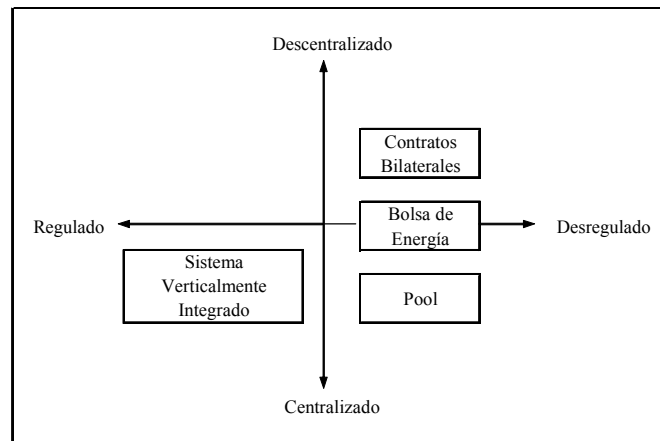 Descentralizado
Contratos
Bilaterales
Regulado
Bolsa de
Energía
Desregulado
Sistema
Verticalmente
Integrado
Pool
Centralizado